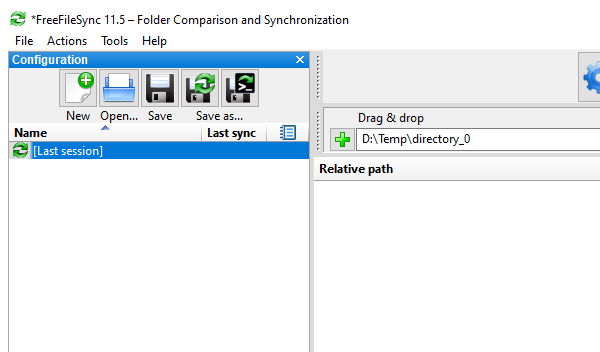 *FreeFileSync 11.5 – Folder Comparison and Synchronization
File Actions Tools Help
Configuration
New Open... Save Save as...
Name Last sync
[Last session]
Drag & drop
D:\Temp\directory_0
Relative path